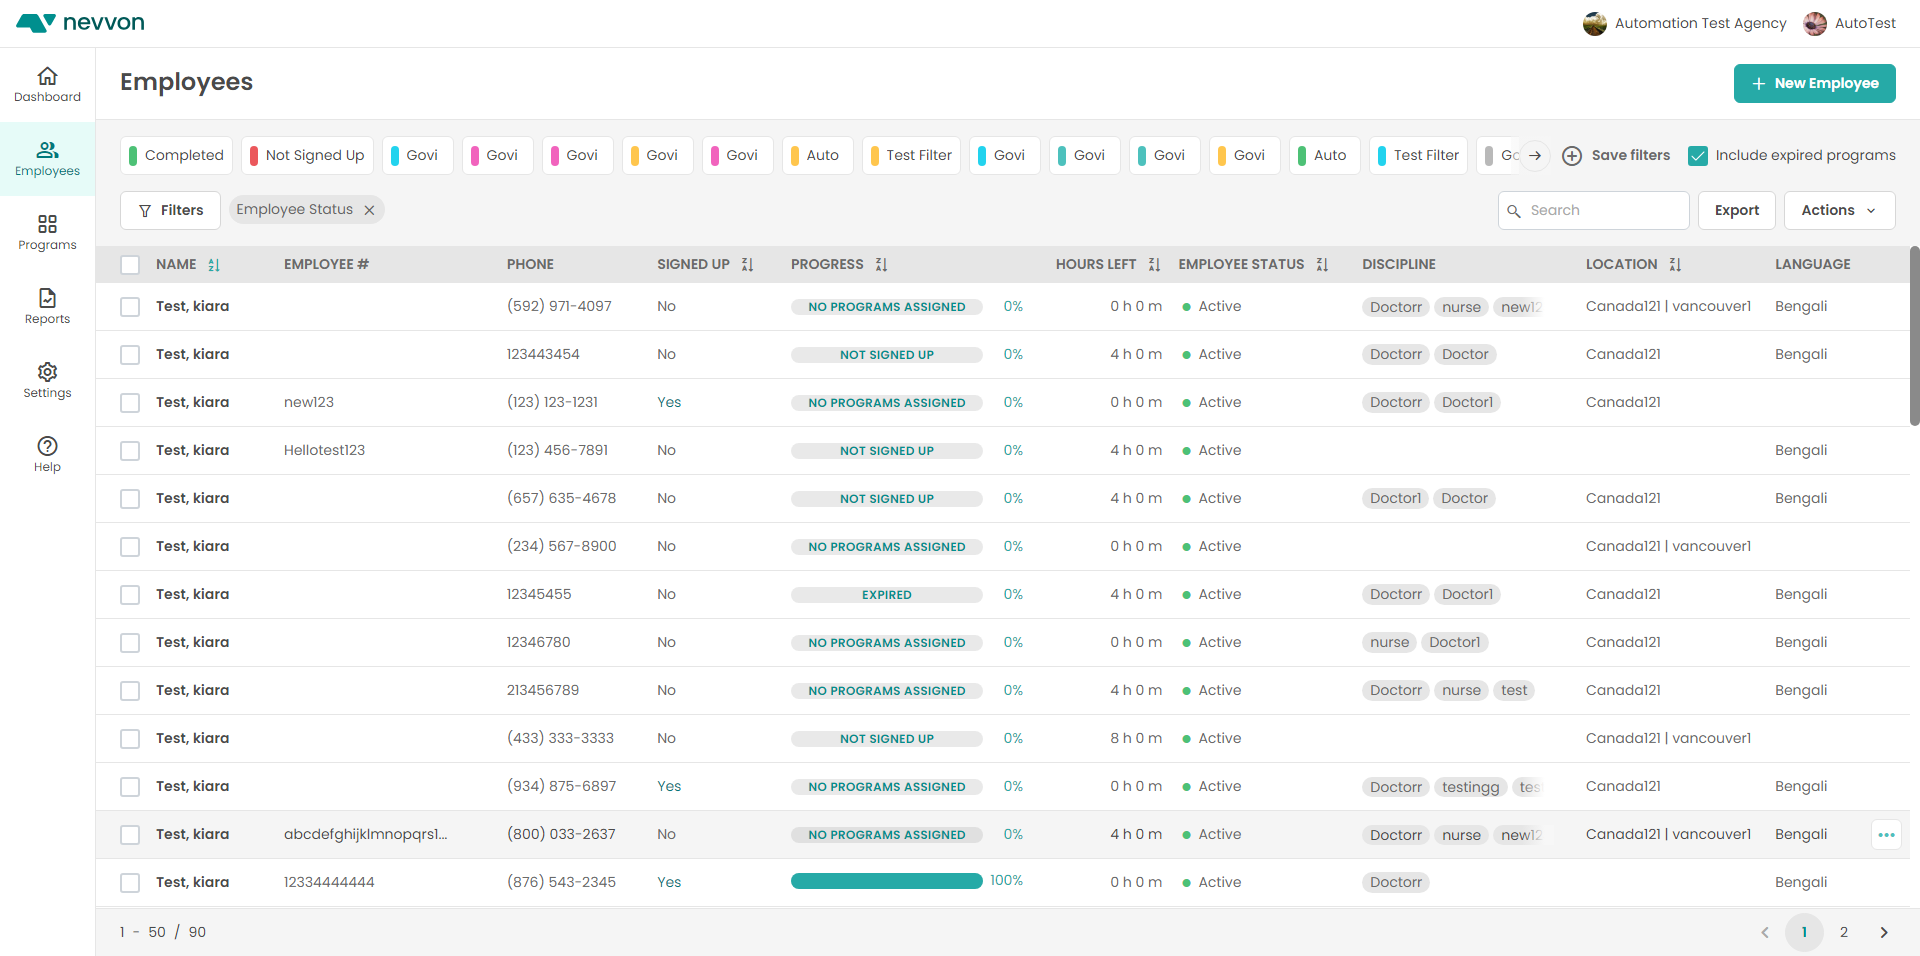 nevvon
Automation Test Agency AutoTest
Dashboard
Employees
Programs
Reports
Settings
Help
Employees
New Employee
Completed Not Signed Up Govi Govi Govi Govi Govi Auto Test Filter Govi Govi Govi Govi Auto Test Filter Save filters Include expired programs
Filters Employee Status Search Export Actions
NAME EMPLOYEE # PHONE SIGNED UP PROGRESS HOURS LEFT EMPLOYEE STATUS DISCIPLINE LOCATION LANGUAGE
Test, kiara (592) 971-4097 No NO PROGRAMS ASSIGNED 0% 0 h 0 m Active Doctorr nurse new12 Canada121 | vancouver1 Bengali
Test, kiara 123443454 No NOT SIGNED UP 0% 4 h 0 m Active Doctorr Doctor Canada121 Bengali
Test, kiara new123 (123) 123-1231 Yes NO PROGRAMS ASSIGNED 0% 0 h 0 m Active Doctorr Doctor1 Canada121
Test, kiara Hellotest123 (123) 456-7891 No NOT SIGNED UP 0% 4 h 0 m Active Bengali
Test, kiara (657) 635-4678 No NOT SIGNED UP 0% 4 h 0 m Active Doctor1 Doctor Canada121 Bengali
Test, kiara (234) 567-8900 No NO PROGRAMS ASSIGNED 0% 0 h 0 m Active Canada121 | vancouver1
Test, kiara 12345455 No EXPIRED 0% 4 h 0 m Active Doctorr Doctor1 Canada121 Bengali
Test, kiara 12346780 No NO PROGRAMS ASSIGNED 0% 0 h 0 m Active nurse Doctor1 Canada121 Bengali
Test, kiara 213456789 No NO PROGRAMS ASSIGNED 0% 4 h 0 m Active Doctorr nurse test Canada121 Bengali
Test, kiara (433) 333-3333 No NOT SIGNED UP 0% 8 h 0 m Active Canada121 | vancouver1
Test, kiara (934) 875-6897 Yes NO PROGRAMS ASSIGNED 0% 0 h 0 m Active Doctorr testingg tes Canada121 Bengali
Test, kiara abcdefghijklmnopqrs1... (800) 033-2637 No NO PROGRAMS ASSIGNED 0% 4 h 0 m Active Doctorr nurse new12 Canada121 | vancouver1 Bengali
Test, kiara 12334444444 (876) 543-2345 Yes 100% 0 h 0 m Active Doctorr Bengali
1 - 50 / 90 1 2